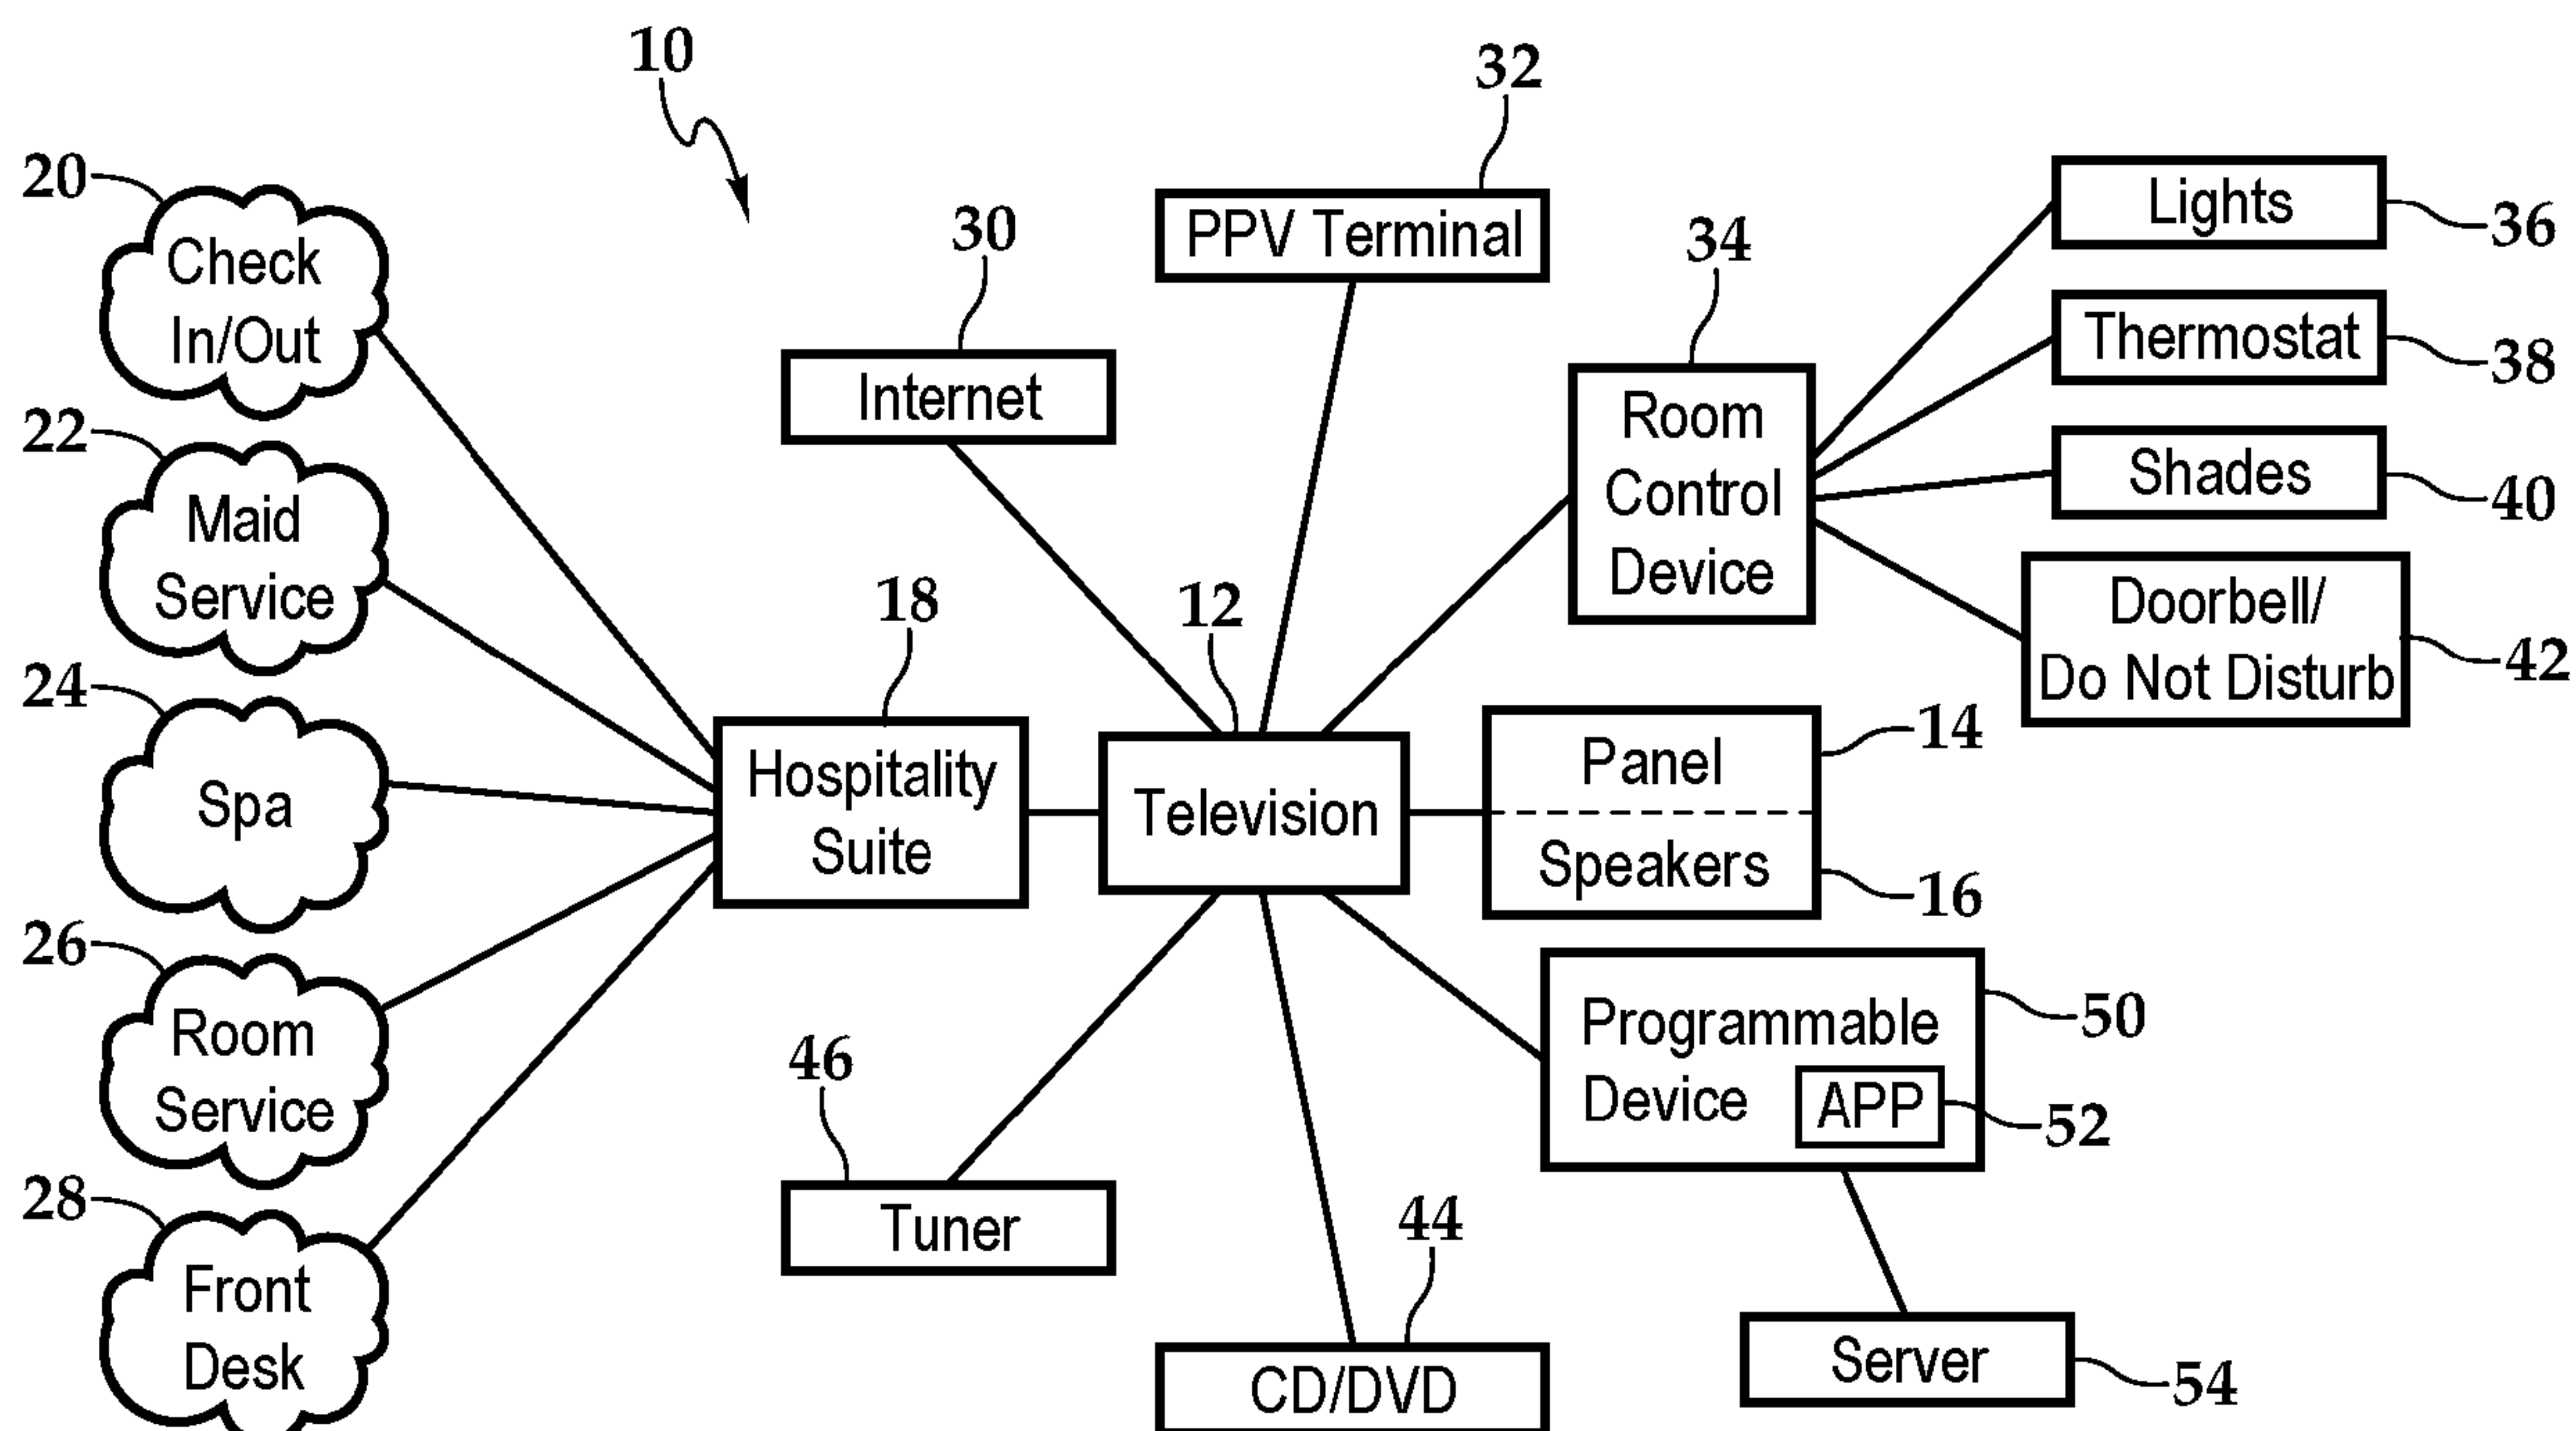 10
32
20
Check
In/Out
30
PPV Terminal
34
Lights
36
Internet
Thermostat
38
22
Maid
Service
Room
Control
Device
Shades
40
18
12
Doorbell/
Do Not Disturb
42
24
Spa
Hospitality
Suite
Television
Panel
14
Speakers
16
26
Room
Service
46
Programmable
Device
50
APP
52
28
Front
Desk
Tuner
44
CD/DVD
Server
54